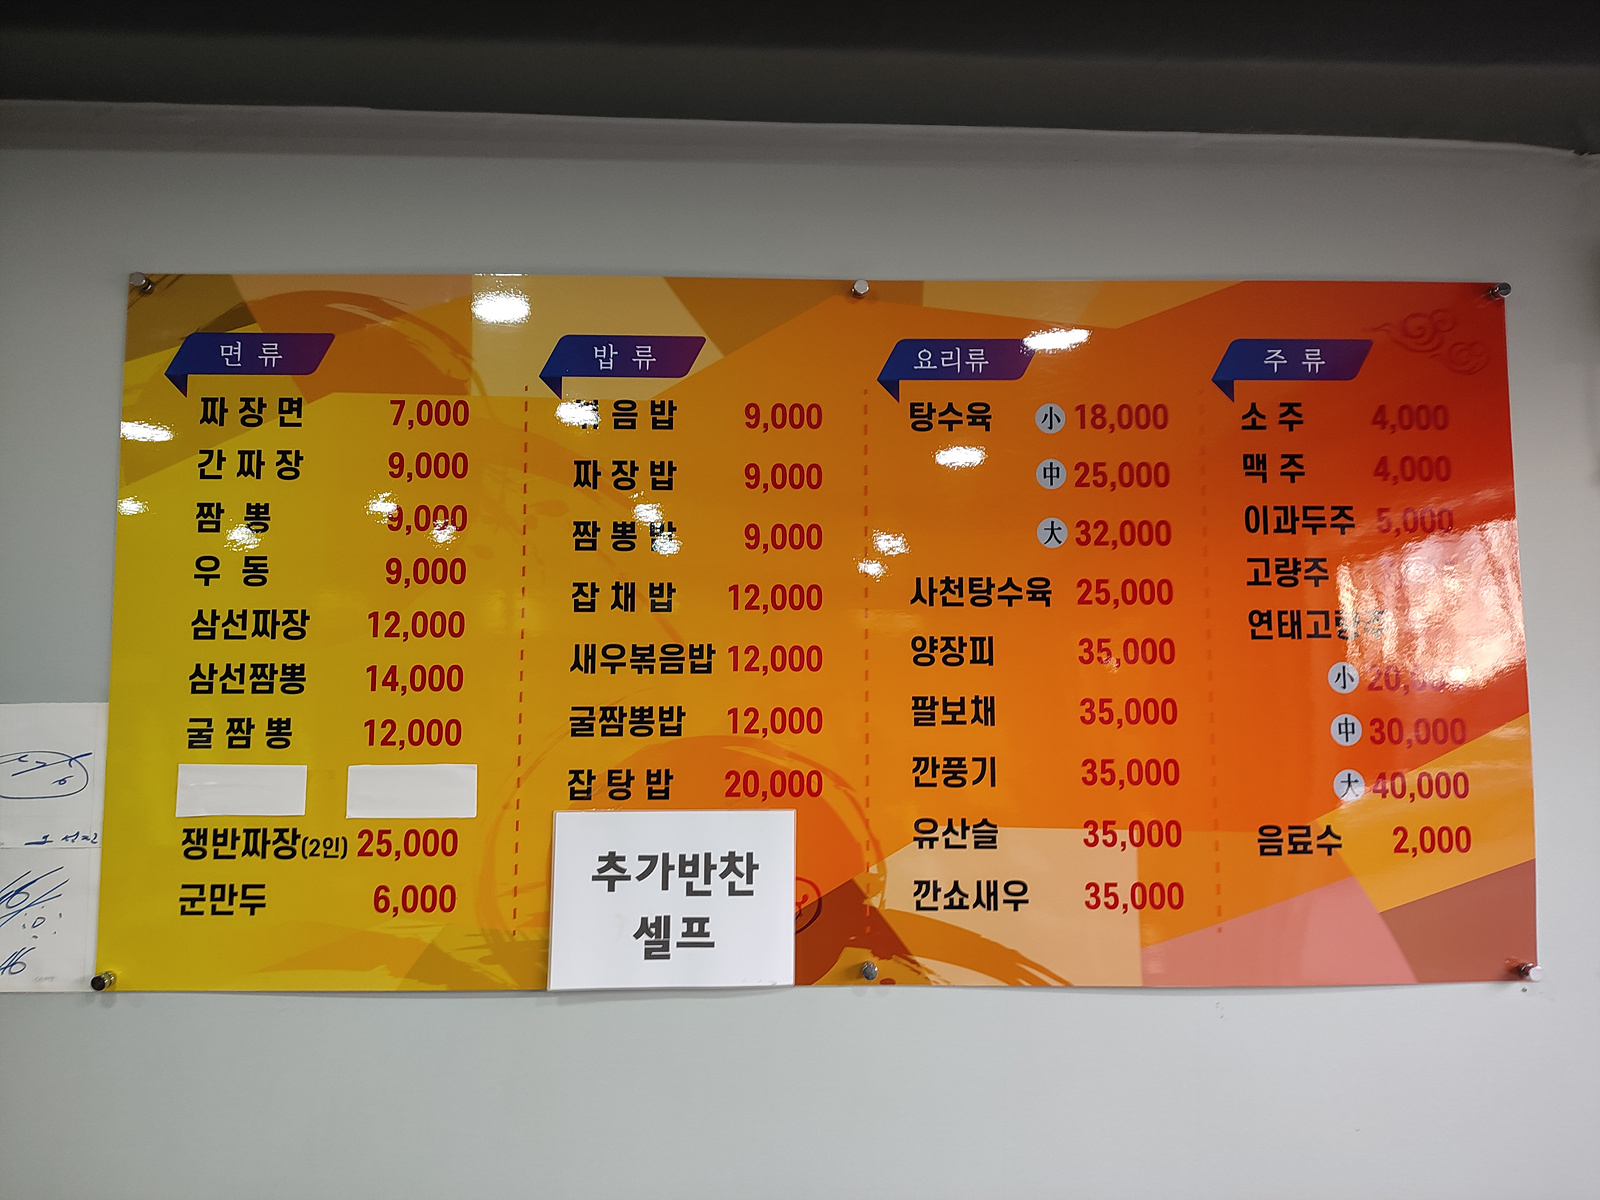 면 류
짜 장 면 7,000
간 짜 장 9,000
짬 뽕 9,000
우 동 9,000
삼선짜장 12,000
삼선짬뽕 14,000
굴 짬 뽕 12,000
쟁반짜장(2인) 25,000
군만두 6,000
밥 류
볶 음 밥 9,000
짜 장 밥 9,000
짬 뽕 밥 9,000
잡 채 밥 12,000
새우볶음밥 12,000
굴짬뽕밥 12,000
잡 탕 밥 20,000
추가반찬
셀프
요리류
탕수육 小 18,000
中 25,000
大 32,000
사천탕수육 25,000
양장피 35,000
팔보채 35,000
깐풍기 35,000
유산슬 35,000
깐쇼새우 35,000
주 류
소 주 4,000
맥 주 4,000
이과두주 5,000
고량주
연태고량주
小 20,000
中 30,000
大 40,000
음료수 2,000